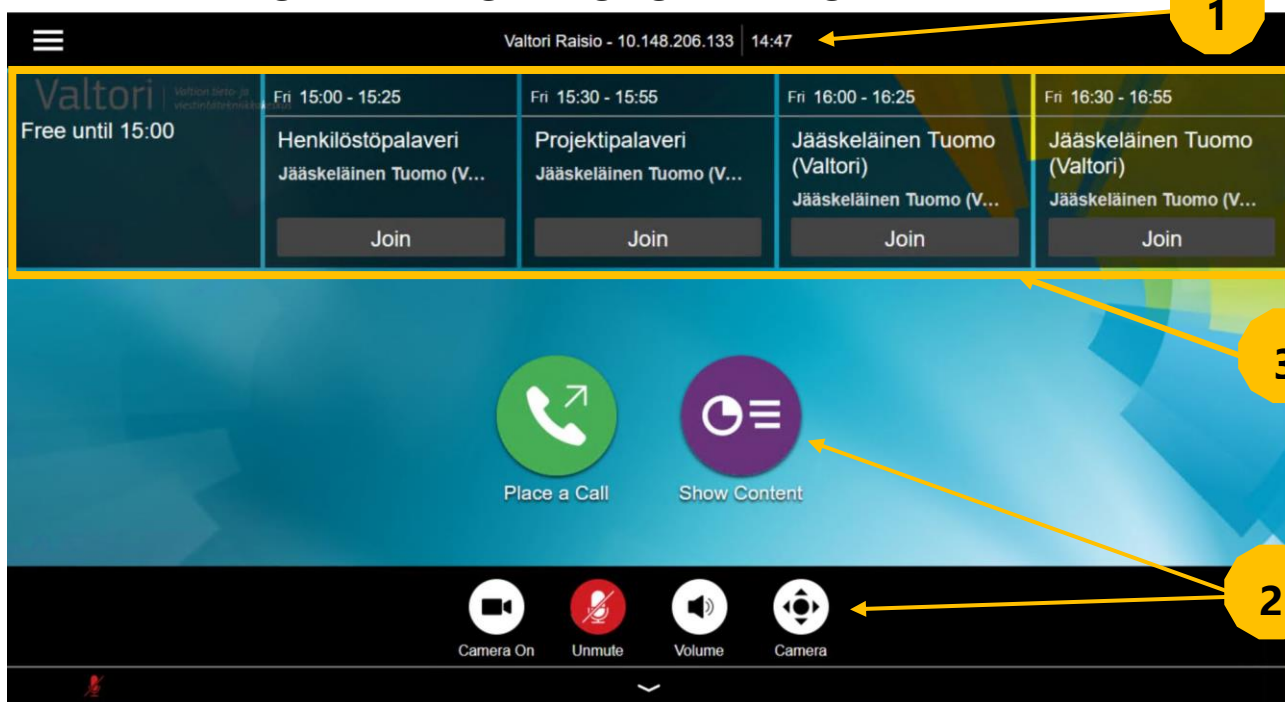 1
Valtori Raisio - 10.148.206.133 14:47
Valtori
Free until 15:00
Fri 15:00 - 15:25
Henkilöstöpalaveri
Jääskeläinen Tuomo (V...
Join
Fri 15:30 - 15:55
Projektipalaveri
Jääskeläinen Tuomo (V...
Join
Fri 16:00 - 16:25
Jääskeläinen Tuomo
(Valtori)
Jääskeläinen Tuomo (V...
Join
Fri 16:30 - 16:55
Jääskeläinen Tuomo
(Valtori)
Jääskeläinen Tuomo (V...
Join
3
Place a Call
Show Content
2
Camera On
Unmute
Volume
Camera